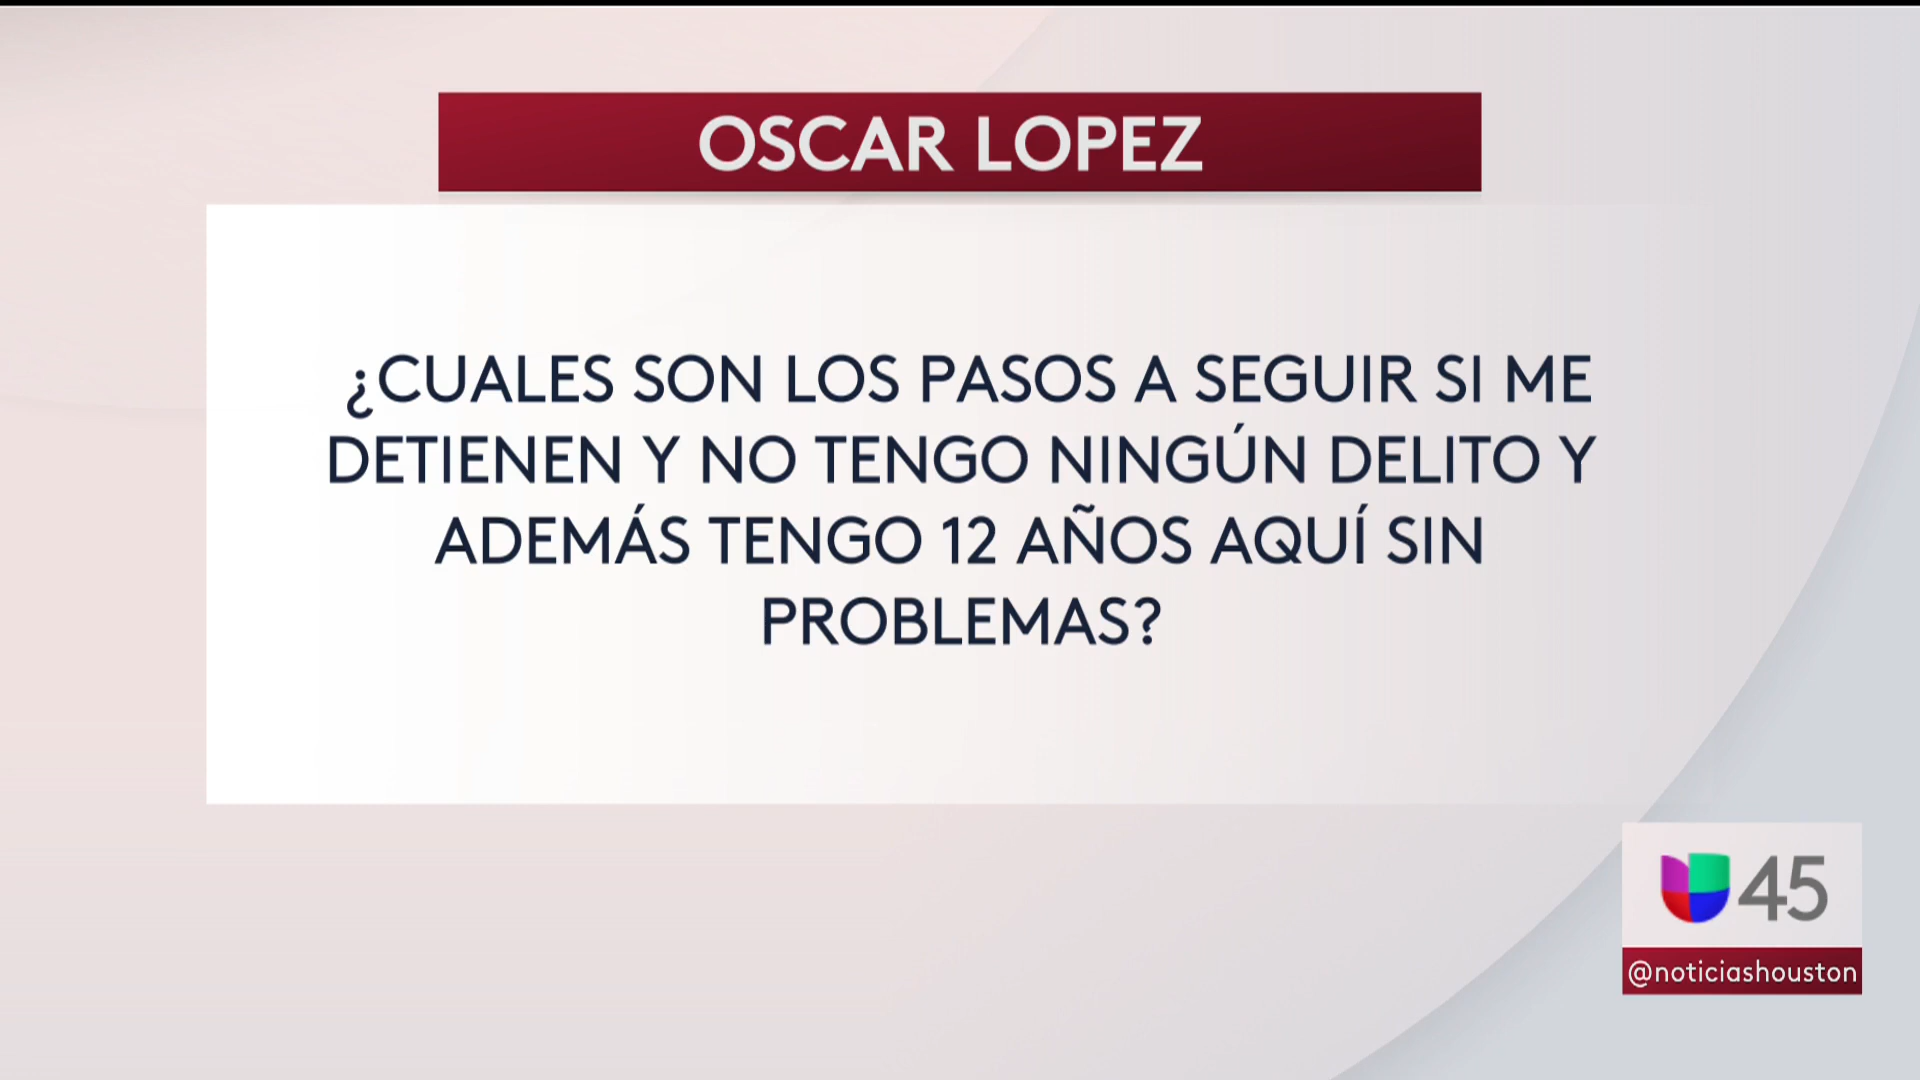 OSCAR LOPEZ
¿CUALES SON LOS PASOS A SEGUIR SI ME
DETIENEN Y NO TENGO NINGÚN DELITO Y
ADEMÁS TENGO 12 AÑOS AQUÍ SIN
PROBLEMAS?
45
@noticiashouston